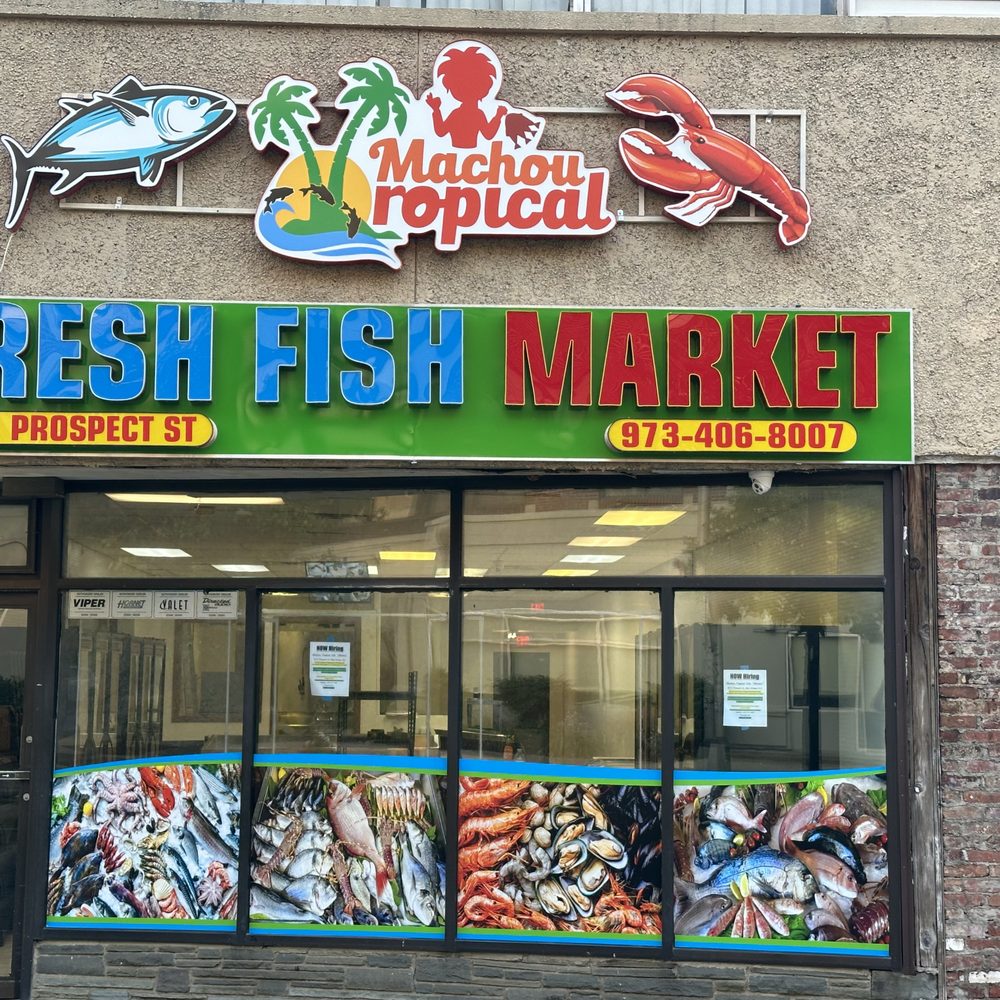 Machou
ropical
RESH FISH MARKET
PROSPECT ST
973-406-8007
VIPER
VALET
NOW Hiring
NOW Hiring